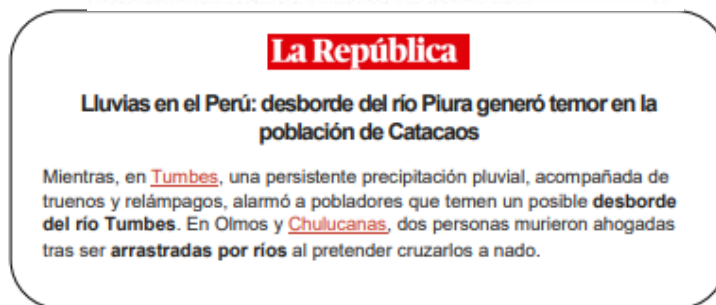 La República
Lluvias en el Perú: desborde del río Piura generó temor en la
población de Catacaos
Mientras, en Tumbes, una persistente precipitación pluvial, acompañada de
truenos y relámpagos, alarmó a pobladores que temen un posible desborde
del río Tumbes. En Olmos y Chulucanas, dos personas murieron ahogadas
tras ser arrastradas por ríos al pretender cruzarlos a nado.